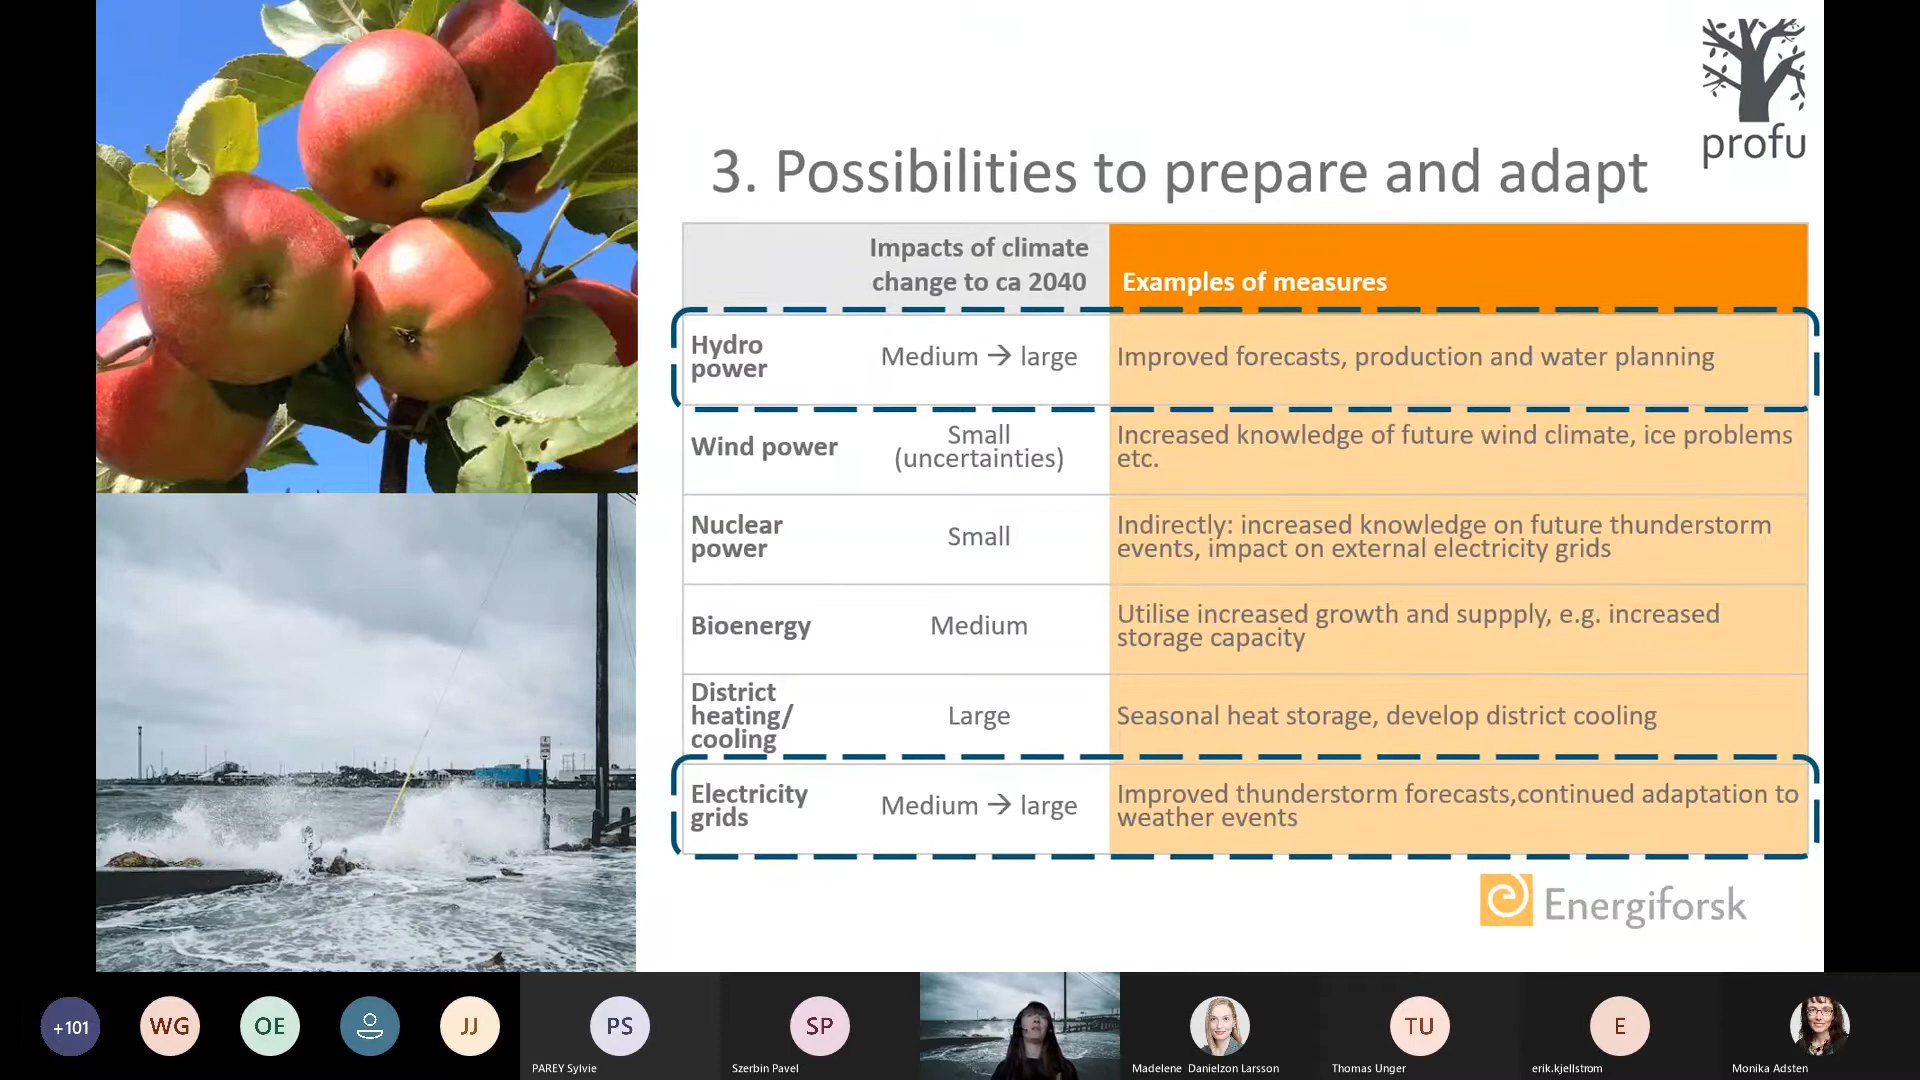 profu
3. Possibilities to prepare and adapt
Impacts of climate
change to ca 2040
Examples of measures
Hydro
power
Medium → large
Improved forecasts, production and water planning
Wind power
Small
(uncertainties)
Increased knowledge of future wind climate, ice problems
etc.
Nuclear
power
Small
Indirectly: increased knowledge on future thunderstorm
events, impact on external electricity grids
Bioenergy
Medium
Utilise increased growth and suppply, e.g. increased
storage capacity
District
heating/
cooling
Large
Seasonal heat storage, develop district cooling
Electricity
grids
Medium → large
Improved thunderstorm forecasts,continued adaptation to
weather events
Energiforsk
+101
WG
OE
JJ
PS
SP
TU
E
PAREY Sylvie
Szerbin Pavel
Madelene Danielzon Larsson
Thomas Unger
erik.kjellstrom
Monika Adsten